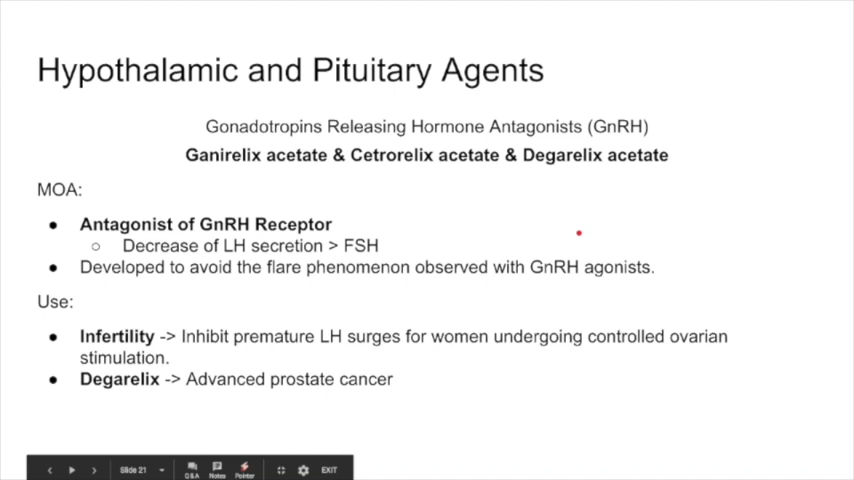 Hypothalamic and Pituitary Agents
Gonadotropins Releasing Hormone Antagonists (GnRH)
Ganirelix acetate & Cetrorelix acetate & Degarelix acetate
MOA:
Antagonist of GnRH Receptor
Decrease of LH secretion > FSH
Developed to avoid the flare phenomenon observed with GnRH agonists.
Use:
Infertility -> Inhibit premature LH surges for women undergoing controlled ovarian
stimulation.
Degarelix -> Advanced prostate cancer
Slide 21 Q&A Notes Pointer EXIT